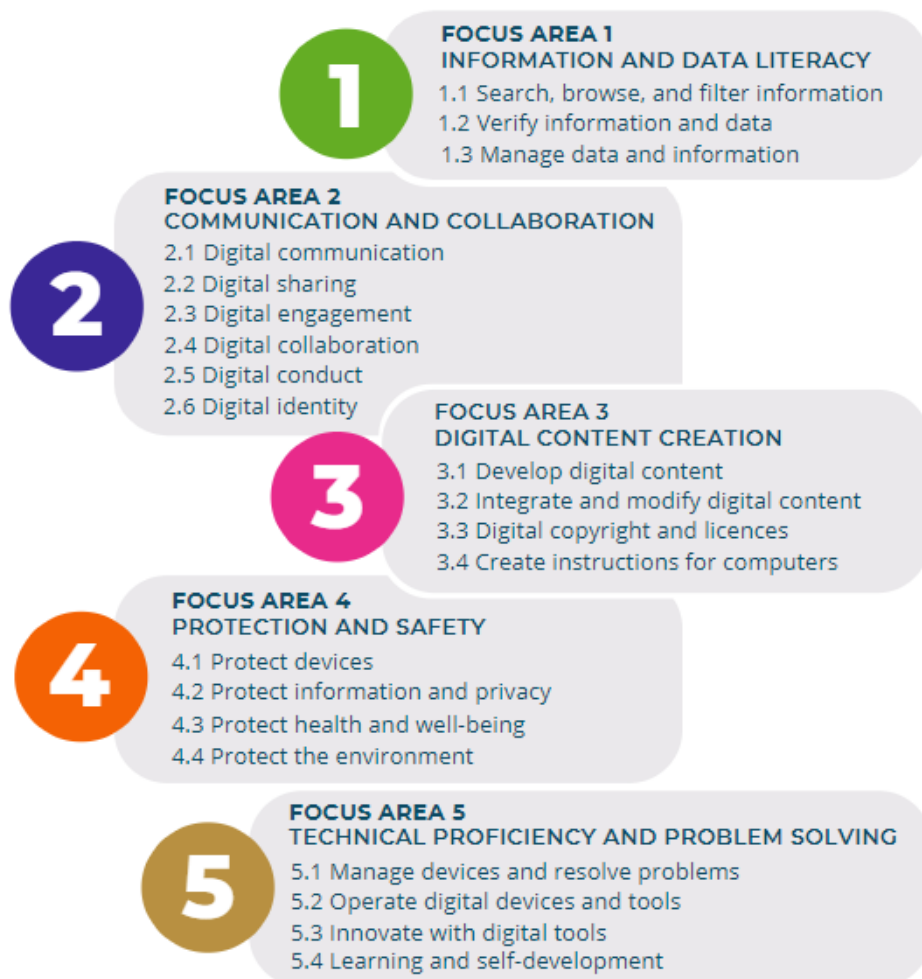 1
FOCUS AREA 1
INFORMATION AND DATA LITERACY
1.1 Search, browse, and filter information
1.2 Verify information and data
1.3 Manage data and information
2
FOCUS AREA 2
COMMUNICATION AND COLLABORATION
2.1 Digital communication
2.2 Digital sharing
2.3 Digital engagement
2.4 Digital collaboration
2.5 Digital conduct
2.6 Digital identity
3
FOCUS AREA 3
DIGITAL CONTENT CREATION
3.1 Develop digital content
3.2 Integrate and modify digital content
3.3 Digital copyright and licences
3.4 Create instructions for computers
4
FOCUS AREA 4
PROTECTION AND SAFETY
4.1 Protect devices
4.2 Protect information and privacy
4.3 Protect health and well-being
4.4 Protect the environment
5
FOCUS AREA 5
TECHNICAL PROFICIENCY AND PROBLEM SOLVING
5.1 Manage devices and resolve problems
5.2 Operate digital devices and tools
5.3 Innovate with digital tools
5.4 Learning and self-development